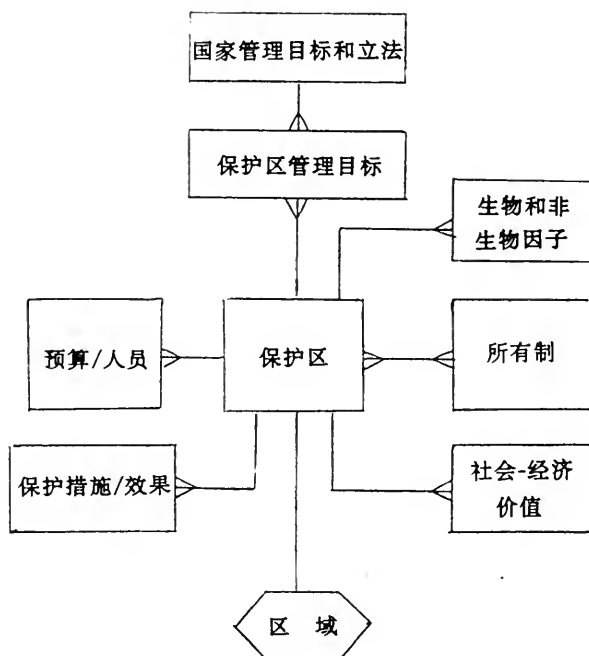 国家管理目标和立法
保护区管理目标
生物和非
生物因子
预算/人员
保护区
所有制
保护措施/效果
社会-经济
价值
区 域